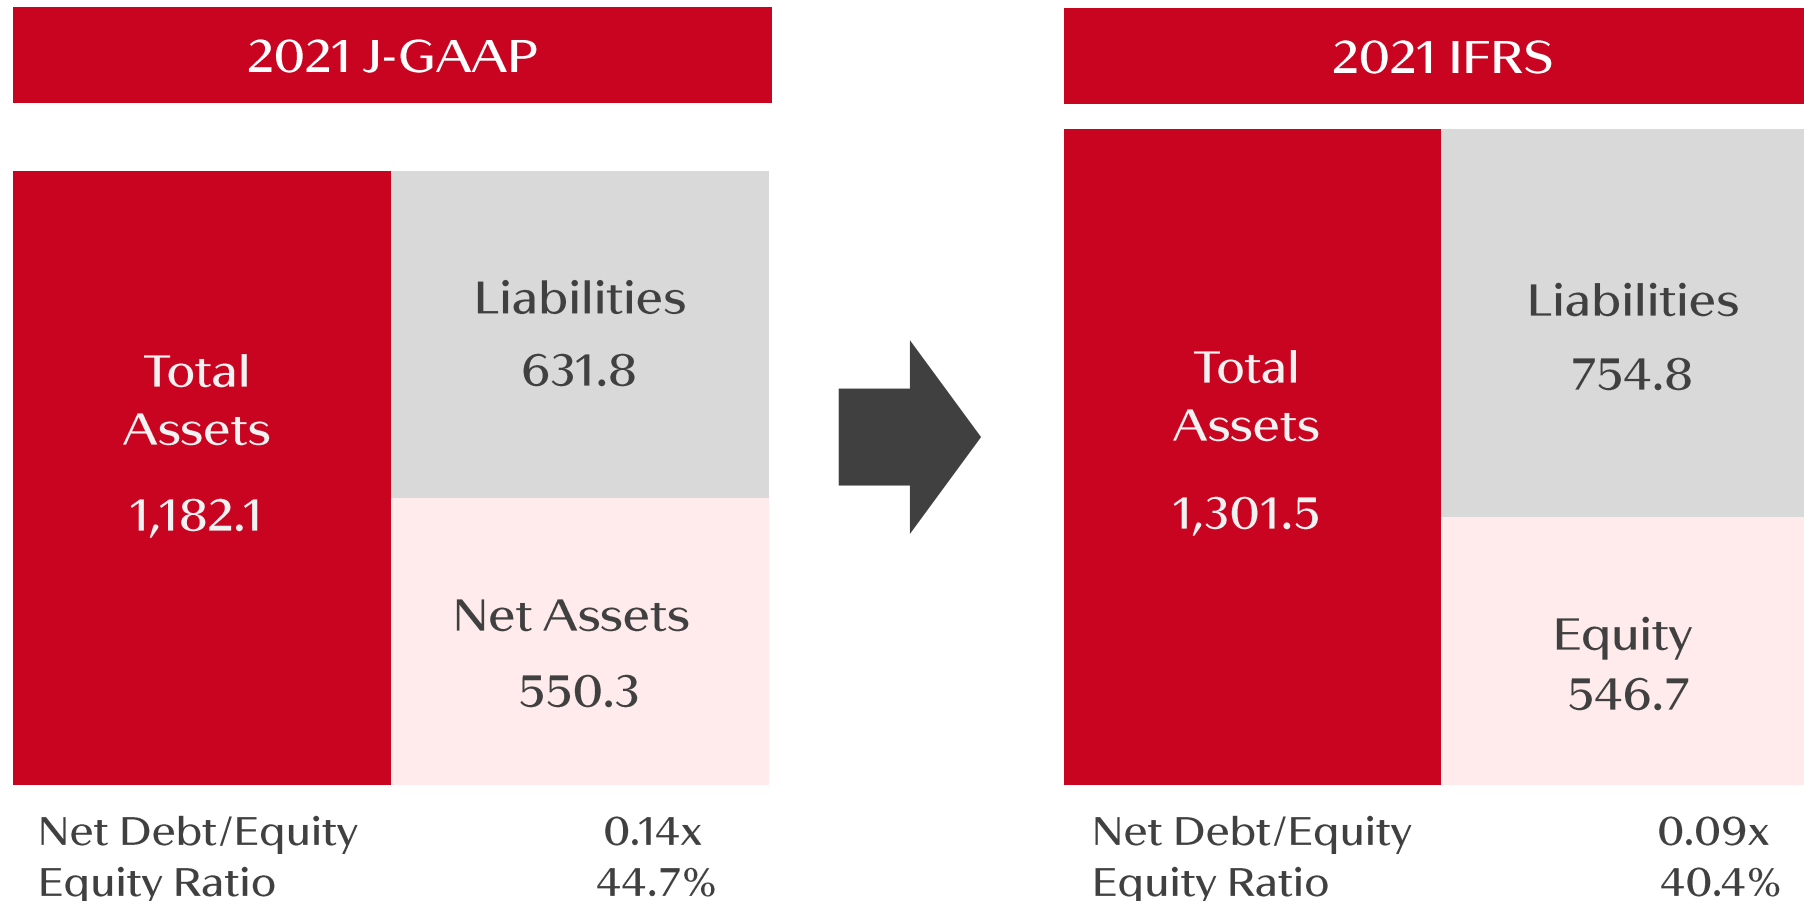 2021 J-GAAP
Total
Assets
1,182.1
Liabilities
631.8
Net Assets
550.3
Net Debt/Equity 0.14x
Equity Ratio 44.7%
2021 IFRS
Total
Assets
1,301.5
Liabilities
754.8
Equity
546.7
Net Debt/Equity 0.09x
Equity Ratio 40.4%